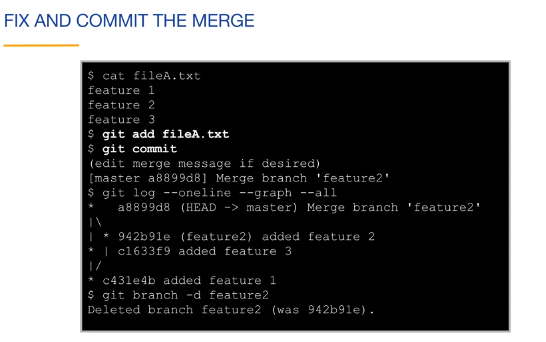 FIX AND COMMIT THE MERGE
$ cat fileA.txt
feature 1
feature 2
feature 3
$ git add fileA.txt
$ git commit
(edit merge message if desired)
[master a8899d8] Merge branch 'feature2'
$ git log --oneline --graph --all
*   a8899d8 (HEAD -> master) Merge branch 'feature2'
|\
| * 942b91e (feature2) added feature 2
* | c1633f9 added feature 3
|/
* c431e4b added feature 1
$ git branch -d feature2
Deleted branch feature2 (was 942b91e).